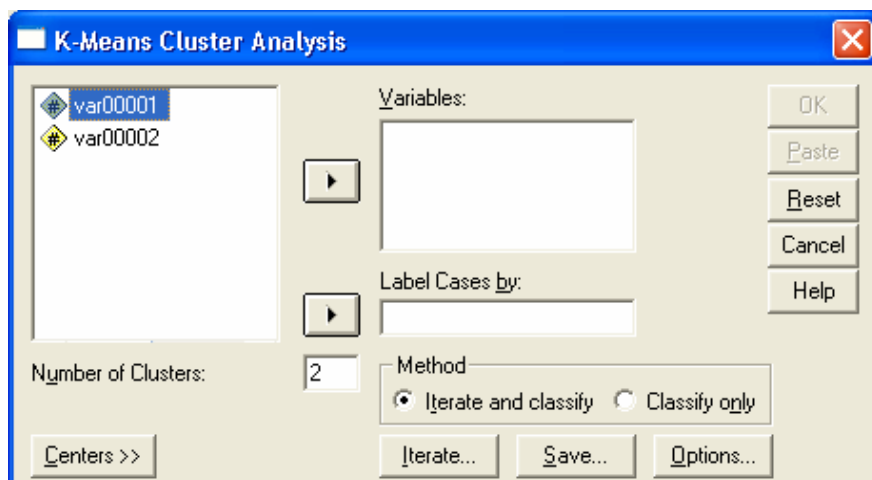 K-Means Cluster Analysis
var00001
var00002
Variables:
Label Cases by:
OK
Paste
Reset
Cancel
Help
Number of Clusters: 2
Method
Iterate and classify Classify only
Centers >> Iterate... Save... Options...